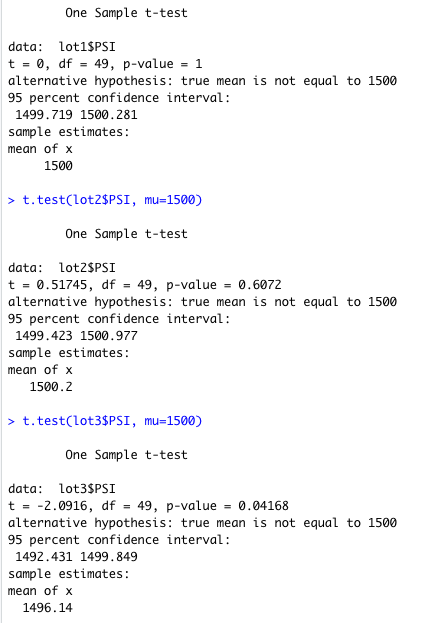 One Sample t-test
data:  lot1$PSI
t = 0, df = 49, p-value = 1
alternative hypothesis: true mean is not equal to 1500
95 percent confidence interval:
 1499.719 1500.281
sample estimates:
mean of x
     1500
> t.test(lot2$PSI, mu=1500)
One Sample t-test
data:  lot2$PSI
t = 0.51745, df = 49, p-value = 0.6072
alternative hypothesis: true mean is not equal to 1500
95 percent confidence interval:
 1499.423 1500.977
sample estimates:
mean of x
   1500.2
> t.test(lot3$PSI, mu=1500)
One Sample t-test
data:  lot3$PSI
t = -2.0916, df = 49, p-value = 0.04168
alternative hypothesis: true mean is not equal to 1500
95 percent confidence interval:
 1492.431 1499.849
sample estimates:
mean of x
  1496.14